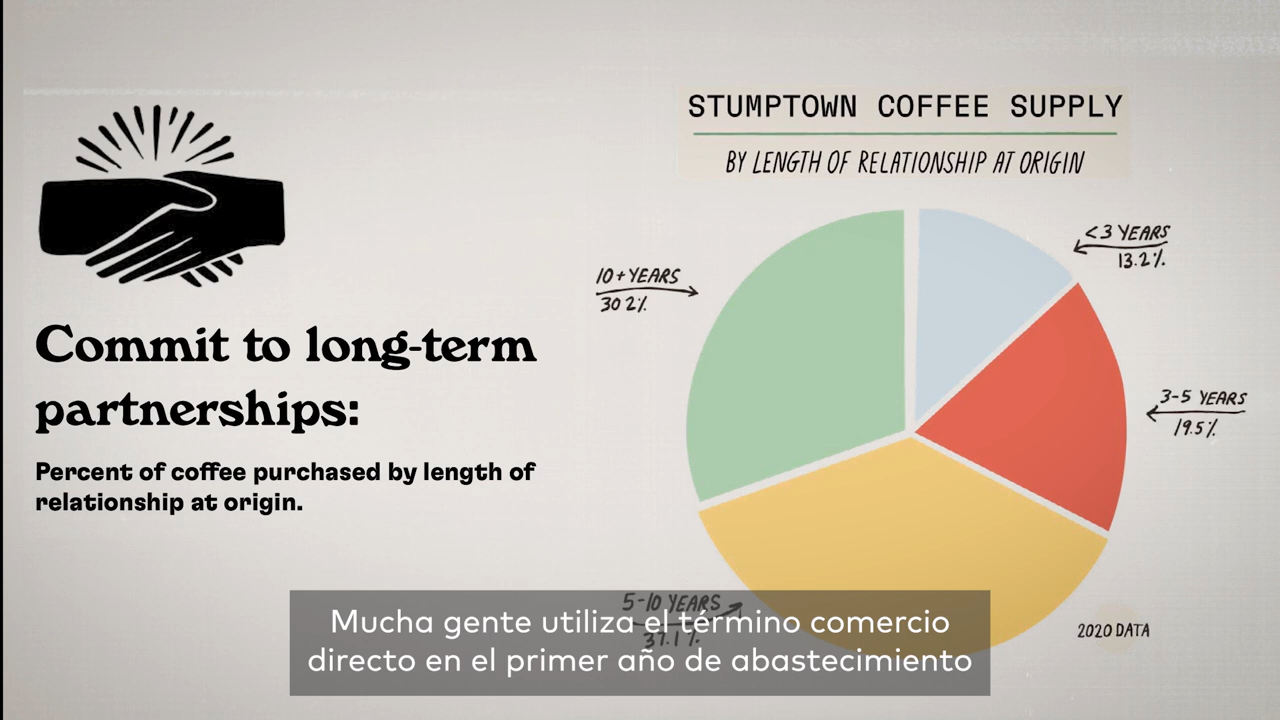 Commit to long-term
partnerships:
Percent of coffee purchased by length of
relationship at origin.
STUMPTOWN COFFEE SUPPLY
BY LENGTH OF RELATIONSHIP AT ORIGIN
<3 YEARS
13.2%
10+YEARS
30 2%
3-5 YEARS
19.5%
5-10 YEARS
37.1%
2020 DATA
Mucha gente utiliza el término comercio
directo en el primer año de abastecimiento